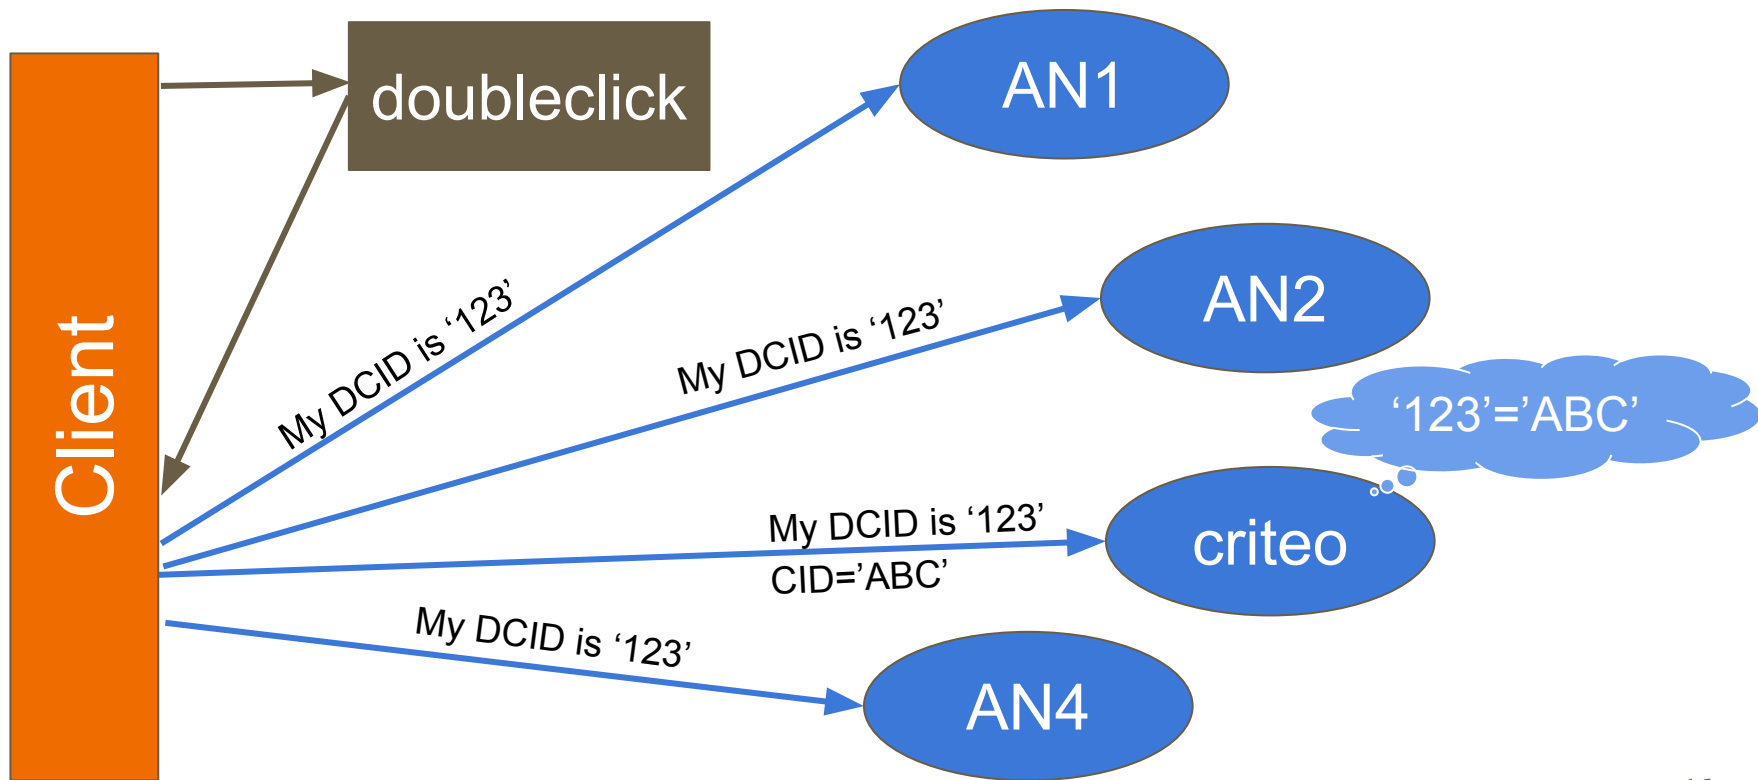 Client
doubleclick
AN1
My DCID is ‘123’
AN2
My DCID is ‘123’
‘123’=’ABC’
My DCID is ‘123’
CID=’ABC’
criteo
My DCID is ‘123’
AN4